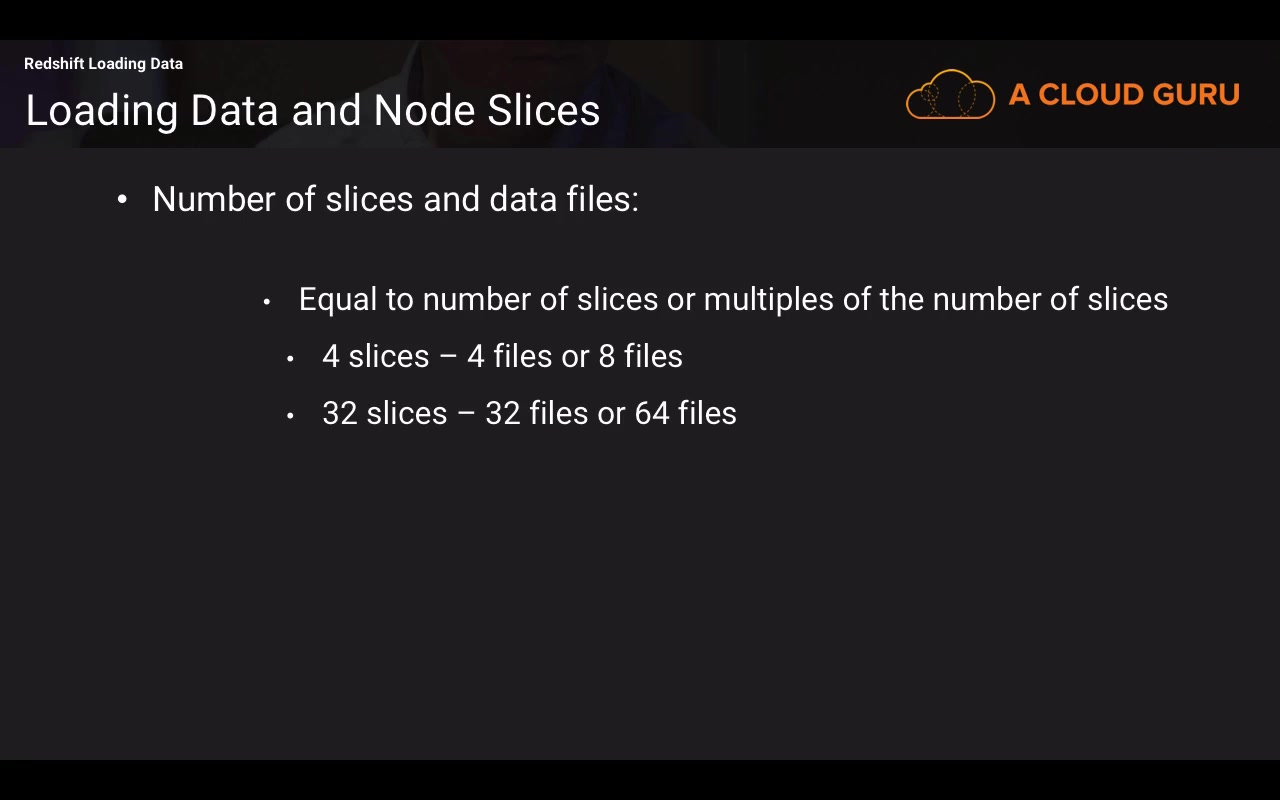 Redshift Loading Data
Loading Data and Node Slices
A CLOUD GURU
• Number of slices and data files:
• Equal to number of slices or multiples of the number of slices
• 4 slices – 4 files or 8 files
• 32 slices – 32 files or 64 files